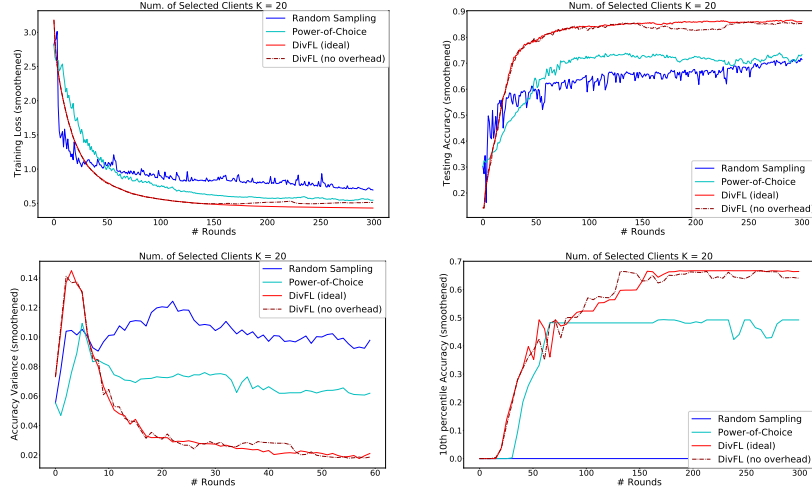 Num. of Selected Clients K = 20
Training Loss (smoothened)
3.0
2.5
2.0
1.5
1.0
0.5
0
100
200
300
# Rounds
Random Sampling
Power-of-Choice
DivFL (ideal)
DivFL (no overhead)
Num. of Selected Clients K = 20
Testing Accuracy (smoothened)
0.9
0.8
0.7
0.6
0.5
0.4
0.3
0.2
0
50
100
150
200
250
300
# Rounds
Random Sampling
Power-of-Choice
DivFL (ideal)
DivFL (no overhead)
Num. of Selected Clients K = 20
Accuracy Variance (smoothened)
0.14
0.12
0.10
0.08
0.06
0.04
0.02
0
10
20
30
40
50
60
# Rounds
Random Sampling
Power-of-Choice
DivFL (ideal)
DivFL (no overhead)
Num. of Selected Clients K = 20
10th percentile Accuracy (smoothened)
0.7
0.6
0.5
0.4
0.3
0.2
0.1
0.0
0
50
100
150
200
250
300
# Rounds
Random Sampling
Power-of-Choice
DivFL (ideal)
DivFL (no overhead)